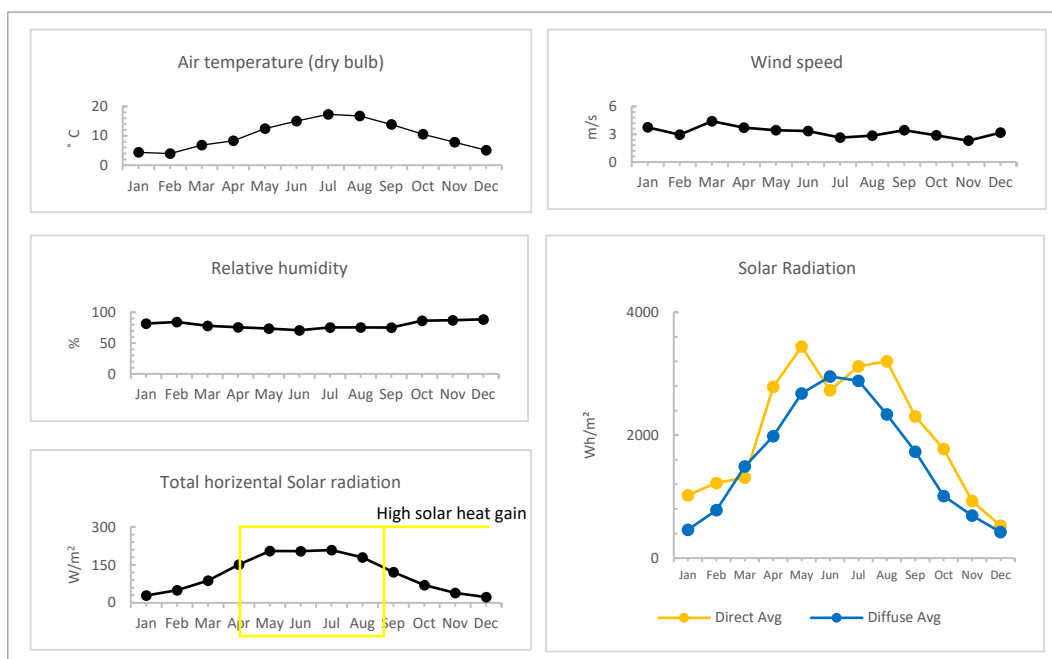 Air temperature (dry bulb)
° C
20
10
0
Jan Feb Mar Apr May Jun Jul Aug Sep Oct Nov Dec
Wind speed
m/s
6
3
0
Jan Feb Mar Apr May Jun Jul Aug Sep Oct Nov Dec
Relative humidity
%
100
50
0
Jan Feb Mar Apr May Jun Jul Aug Sep Oct Nov Dec
Total horizental Solar radiation
High solar heat gain
W/m²
300
150
0
Jan Feb Mar Apr May Jun Jul Aug Sep Oct Nov Dec
Solar Radiation
Wh/m²
4000
2000
0
Jan Feb Mar Apr May Jun Jul Aug Sep Oct Nov Dec
Direct Avg Diffuse Avg